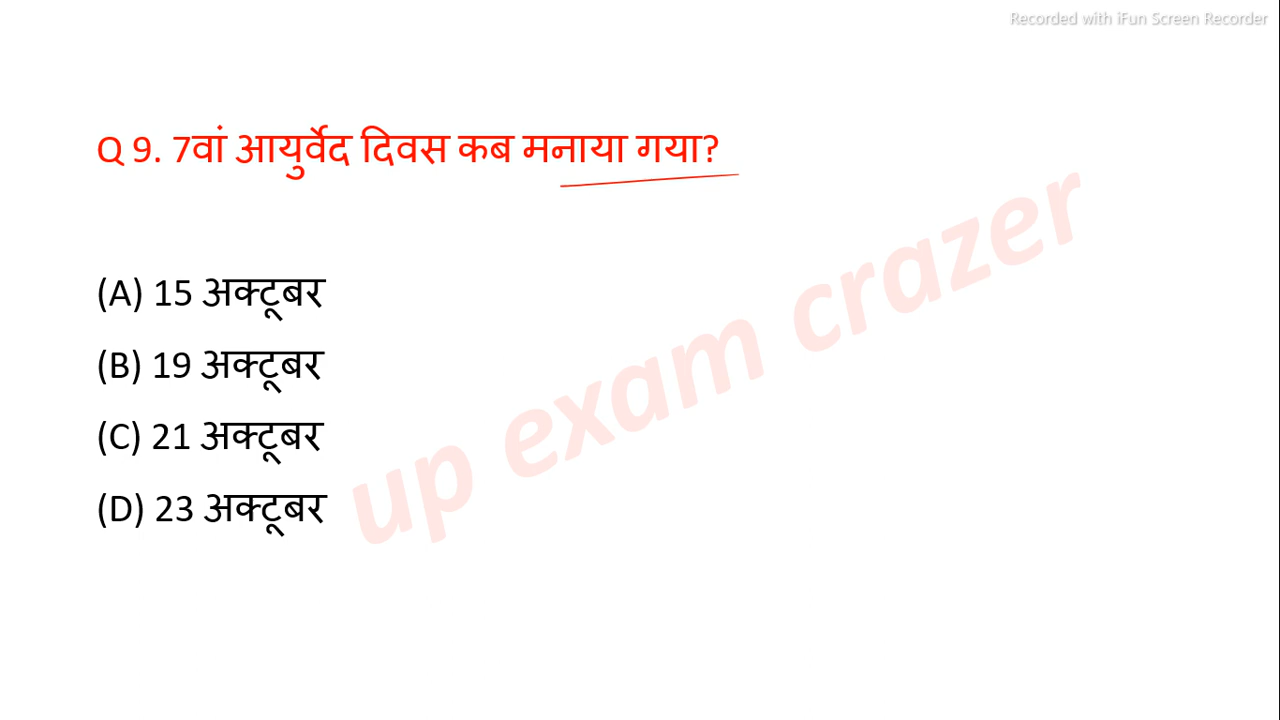 Recorded with iFun Screen Recorder
Q 9. 7वां आयुर्वेद दिवस कब मनाया गया?
(A) 15 अक्टूबर
(B) 19 अक्टूबर
(C) 21 अक्टूबर
(D) 23 अक्टूबर
up exam crazer